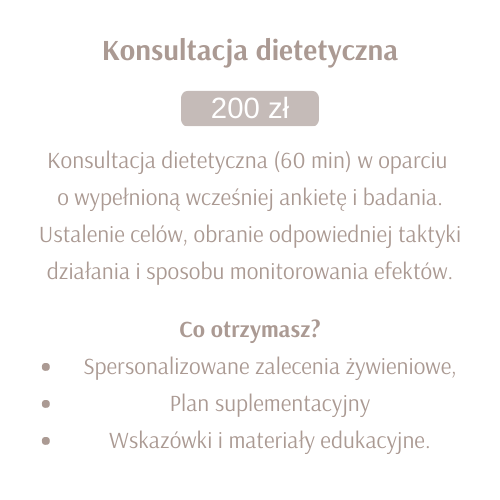 Konsultacja dietetyczna
200 zł
Konsultacja dietetyczna (60 min) w oparciu
o wypełnioną wcześniej ankietę i badania.
Ustalenie celów, obranie odpowiedniej taktyki
działania i sposobu monitorowania efektów.
Co otrzymasz?
• Spersonalizowane zalecenia żywieniowe,
• Plan suplementacyjny
• Wskazówki i materiały edukacyjne.